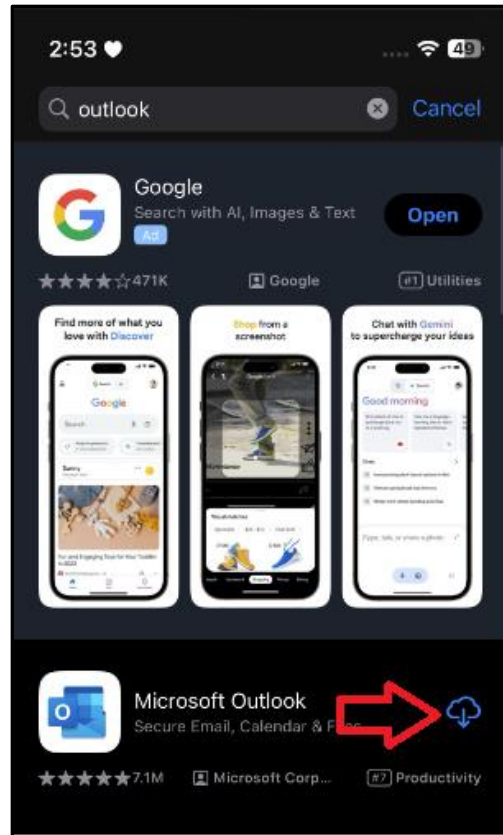 2:53
49
outlook
Cancel
Google
Search with AI, Images & Text
Open
Ad
471K
Google
#1 Utilities
Find more of what you
love with Discover
Shop from a
screenshot
Chat with Gemini
to supercharge your ideas
Google
Search
Sunny
Good morning
Microsoft Outlook
Secure Email, Calendar & F
7.1M
Microsoft Corp...
#7 Productivity